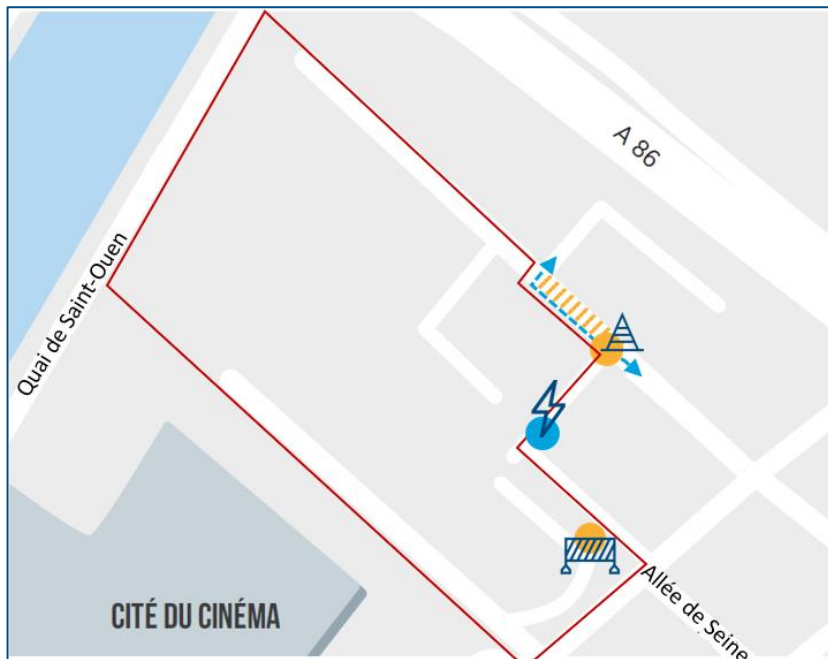 A 86
Quai de Saint-Ouen
Allée de Seine
CITÉ DU CINÉMA